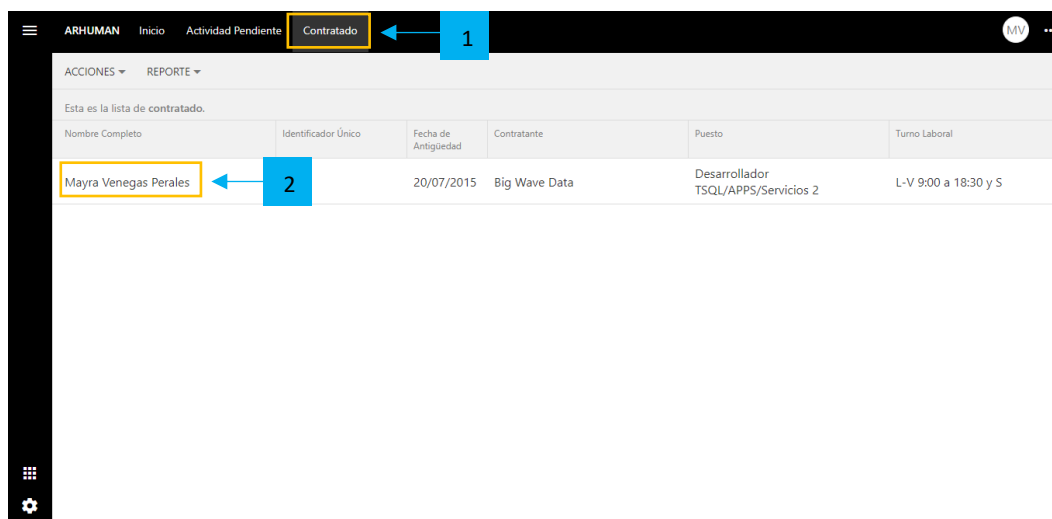 ARHUMAN Inicio Actividad Pendiente Contratado 1 MV
ACCIONES REPORTE
Esta es la lista de contratado.
Nombre Completo Identificador Único Fecha de Antigüedad Contratante Puesto Turno Laboral
Mayra Venegas Perales 2 20/07/2015 Big Wave Data Desarrollador TSQL/APPS/Servicios 2 L-V 9:00 a 18:30 y S